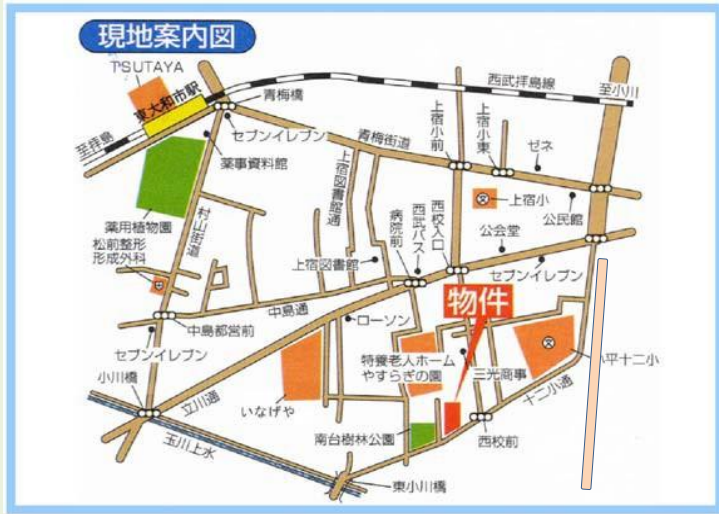 現地案内図
TSUTAYA
東大和市駅
青梅橋
西武拝島線
至小川
至拝島
セブンイレブン
青梅街道
上宿小前
上宿小東
ゼネ
薬事資料館
上宿図書館通
薬用植物園
村山街道
病院前
西武バス
西校入口
上宿小
公民館
松前整形
形成外科
公会堂
上宿図書館
セブンイレブン
物件
中島通
ローソン
中島都営前
セブンイレブン
特養老人ホーム
やすらぎの園
三光商事
小平十二小
小川橋
立川通
いなげや
十二小通
玉川上水
南台樹林公園
西校前
東小川橋